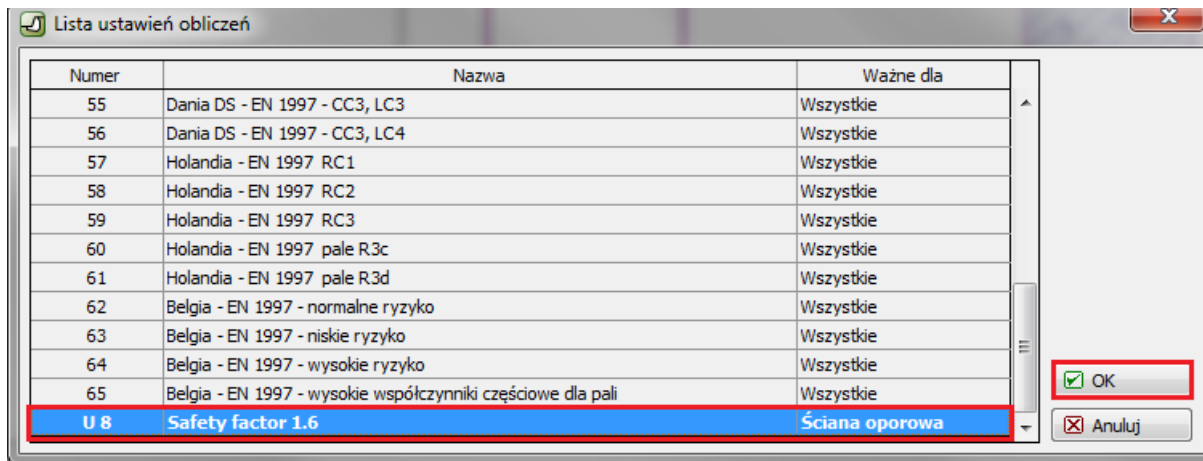 Lista ustawień obliczeń
Numer Nazwa Ważne dla
55 Dania DS - EN 1997 - CC3, LC3 Wszystkie
56 Dania DS - EN 1997 - CC3, LC4 Wszystkie
57 Holandia - EN 1997 RC1 Wszystkie
58 Holandia - EN 1997 RC2 Wszystkie
59 Holandia - EN 1997 RC3 Wszystkie
60 Holandia - EN 1997 pale R3c Wszystkie
61 Holandia - EN 1997 pale R3d Wszystkie
62 Belgia - EN 1997 - normalne ryzyko Wszystkie
63 Belgia - EN 1997 - niskie ryzyko Wszystkie
64 Belgia - EN 1997 - wysokie ryzyko Wszystkie
65 Belgia - EN 1997 - wysokie współczynniki częściowe dla pali Wszystkie
U 8 Safety factor 1.6 Ściana oporowa
OK
Anuluj